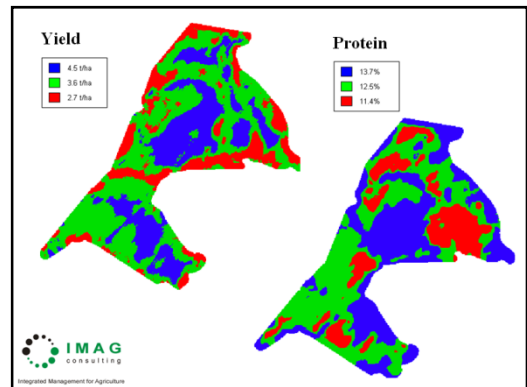 Yield
4.5 t/ha
3.6 t/ha
2.7 t/ha
Protein
13.7%
12.5%
11.4%
IMAG
consulting
Integrated Management for Agriculture